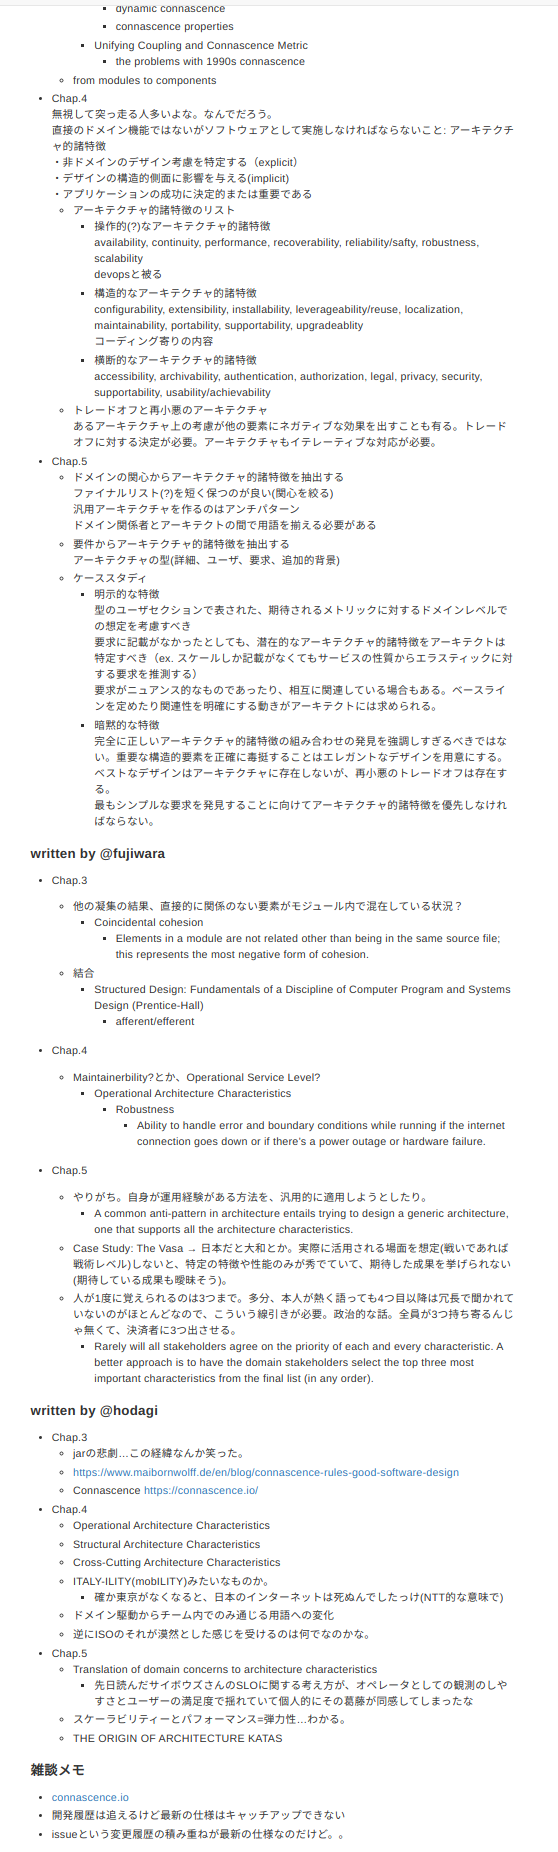 dynamic connascence
connascence properties
Unifying Coupling and Connascence Metric
the problems with 1990s connascence
from modules to components
Chap.4
無視して突っ走る人多いよな。なんでだろう。
直接のドメイン機能ではないがソフトウェアとして実施しなければならないこと: アーキテクチ
ャ的諸特徴
・非ドメインのデザイン考慮を特定する（explicit）
・デザインの構造的側面に影響を与える(implicit)
・アプリケーションの成功に決定的または重要である
アーキテクチャ的諸特徴のリスト
操作的(?)なアーキテクチャ的諸特徴
availability, continuity, performance, recoverability, reliability/safty, robustness,
scalability
devopsと被る
構造的なアーキテクチャ的諸特徴
configurability, extensibility, installability, leverageability/reuse, localization,
maintainability, portability, supportability, upgradeablity
コーディング寄りの内容
横断的なアーキテクチャ的諸特徴
accessibility, archivability, authentication, authorization, legal, privacy, security,
supportability, usability/achievability
トレードオフと再小悪のアーキテクチャ
あるアーキテクチャ上の考慮が他の要素にネガティブな効果を出すことも有る。トレード
オフに対する決定が必要。アーキテクチャもイテレーティブな対応が必要。
Chap.5
ドメインの関心からアーキテクチャ的諸特徴を抽出する
ファイナルリスト(?)を短く保つのが良い(関心を絞る)
汎用アーキテクチャを作るのはアンチパターン
ドメイン関係者とアーキテクトの間で用語を揃える必要がある
要件からアーキテクチャ的諸特徴を抽出する
アーキテクチャの型(詳細、ユーザ、要求、追加的背景)
ケーススタディ
明示的な特徴
型のユーザセクションで表された、期待されるメトリックに対するドメインレベルで
の想定を考慮すべき
要求に記載がなかったとしても、潜在的なアーキテクチャ的諸特徴をアーキテクトは
特定すべき（ex. スケールしか記載がなくてもサービスの性質からエラスティックに対
する要求を推測する）
要求がニュアンス的なものであったり、相互に関連している場合もある。ベースライ
ンを定めたり関連性を明確にする動きがアーキテクトには求められる。
暗黙的な特徴
完全に正しいアーキテクチャ的諸特徴の組み合わせの発見を強調しすぎるべきではな
い。重要な構造的要素を正確に毒挺することはエレガントなデザインを用意にする。
ベストなデザインはアーキテクチャに存在しないが、再小悪のトレードオフは存在す
る。
最もシンプルな要求を発見することに向けてアーキテクチャ的諸特徴を優先しなけれ
ばならない。
written by @fujiwara
Chap.3
他の凝集の結果、直接的に関係のない要素がモジュール内で混在している状況？
Coincidental cohesion
Elements in a module are not related other than being in the same source file;
this represents the most negative form of cohesion.
結合
Structured Design: Fundamentals of a Discipline of Computer Program and Systems
Design (Prentice-Hall)
afferent/efferent
Chap.4
Maintainerbility?とか、Operational Service Level?
Operational Architecture Characteristics
Robustness
Ability to handle error and boundary conditions while running if the internet
connection goes down or if there's a power outage or hardware failure.
Chap.5
やりがち。自身が運用経験がある方法を、汎用的に適用しようとしたり。
A common anti-pattern in architecture entails trying to design a generic architecture,
one that supports all the architecture characteristics.
Case Study: The Vasa → 日本だと大和とか。実際に活用される場面を想定(戦いであれば
戦術レベル)しないと、特定の特徴や性能のみが秀でていて、期待した成果を挙げられない
(期待している成果も曖昧そう)。
人が1度に覚えられるのは3つまで。多分、本人が熱く語っても4つ目以降は冗長で聞かれて
いないのがほとんどなので、こういう線引きが必要。政治的な話。全員が3つ持ち寄るんじ
ゃ無くて、決済者に3つ出させる。
Rarely will all stakeholders agree on the priority of each and every characteristic. A
better approach is to have the domain stakeholders select the top three most
important characteristics from the final list (in any order).
written by @hodagi
Chap.3
jarの悲劇…この経緯なんか笑った。
https://www.maibornwolff.de/en/blog/connascence-rules-good-software-design
Connascence https://connascence.io/
Chap.4
Operational Architecture Characteristics
Structural Architecture Characteristics
Cross-Cutting Architecture Characteristics
ITALY-ILITY(mobILITY)みたいなものか。
確か東京がなくなると、日本のインターネットは死ぬんでしたっけ(NTT的な意味で)
ドメイン駆動からチーム内でのみ通じる用語への変化
逆にISOのそれが漠然とした感じを受けるのは何でなのかな。
Chap.5
Translation of domain concerns to architecture characteristics
先日読んだサイボウズさんのSLOに関する考え方が、オペレータとしての観測のしや
すさとユーザーの満足度で揺れていて個人的にその葛藤が同感してしまったな
スケーラビリティーとパフォーマンス=弾力性…わかる。
THE ORIGIN OF ARCHITECTURE KATAS
雑談メモ
connascence.io
開発履歴は追えるけど最新の仕様はキャッチアップできない
issueという変更履歴の積み重ねが最新の仕様なのだけど。。